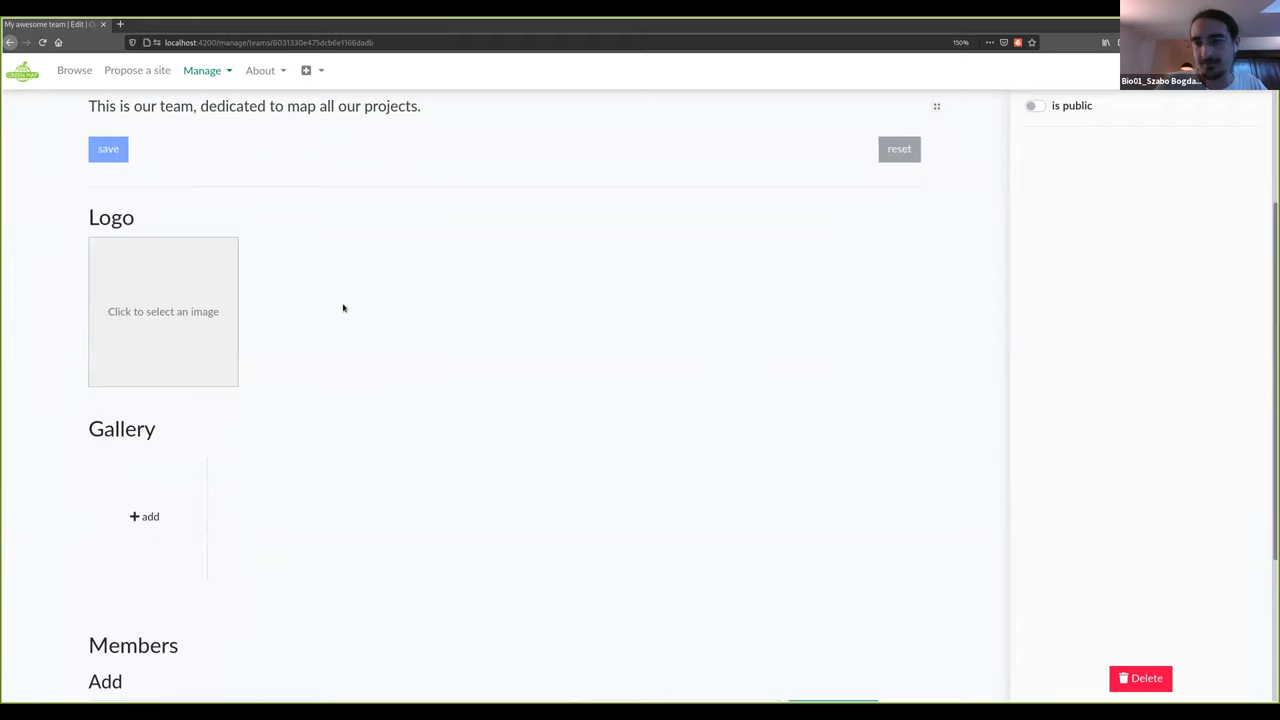 My awesome team | Edit |
localhost:4200/manage/teams/6031330e475dcb6e1166dadb
150%
GREEN MAP
Browse
Propose a site
Manage
About
Bio01_Szabo Bogda...
This is our team, dedicated to map all our projects.
is public
save
reset
Logo
Click to select an image
Gallery
add
Members
Add
Delete